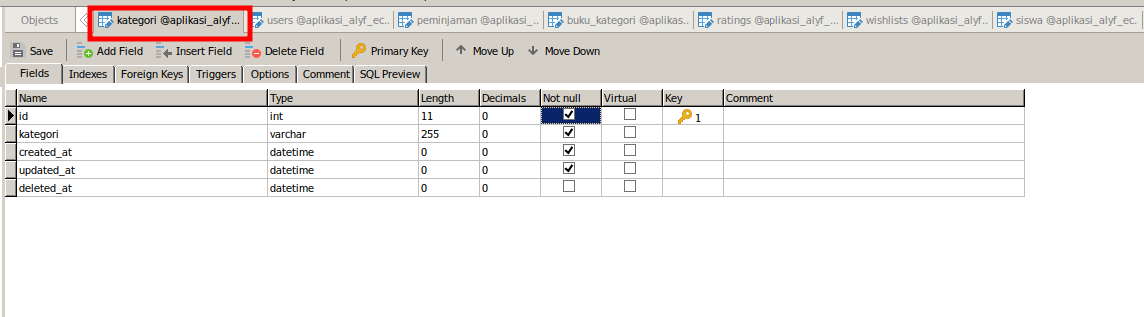 Objects kategori @aplikasi_alyf... users @aplikasi_alyf_ec.. peminjaman @aplikasi_... buku_kategori @aplikas.. ratings @aplikasi_alyf_... wishlists @aplikasi_alyf... siswa @aplikasi_alyf_ec.
Save Add Field Insert Field Delete Field Primary Key Move Up Move Down
Fields Indexes Foreign Keys Triggers Options Comment SQL Preview
Name Type Length Decimals Not null Virtual Key Comment
id int 11 0 1
kategori varchar 255 0
created_at datetime 0 0
updated_at datetime 0 0
deleted_at datetime 0 0